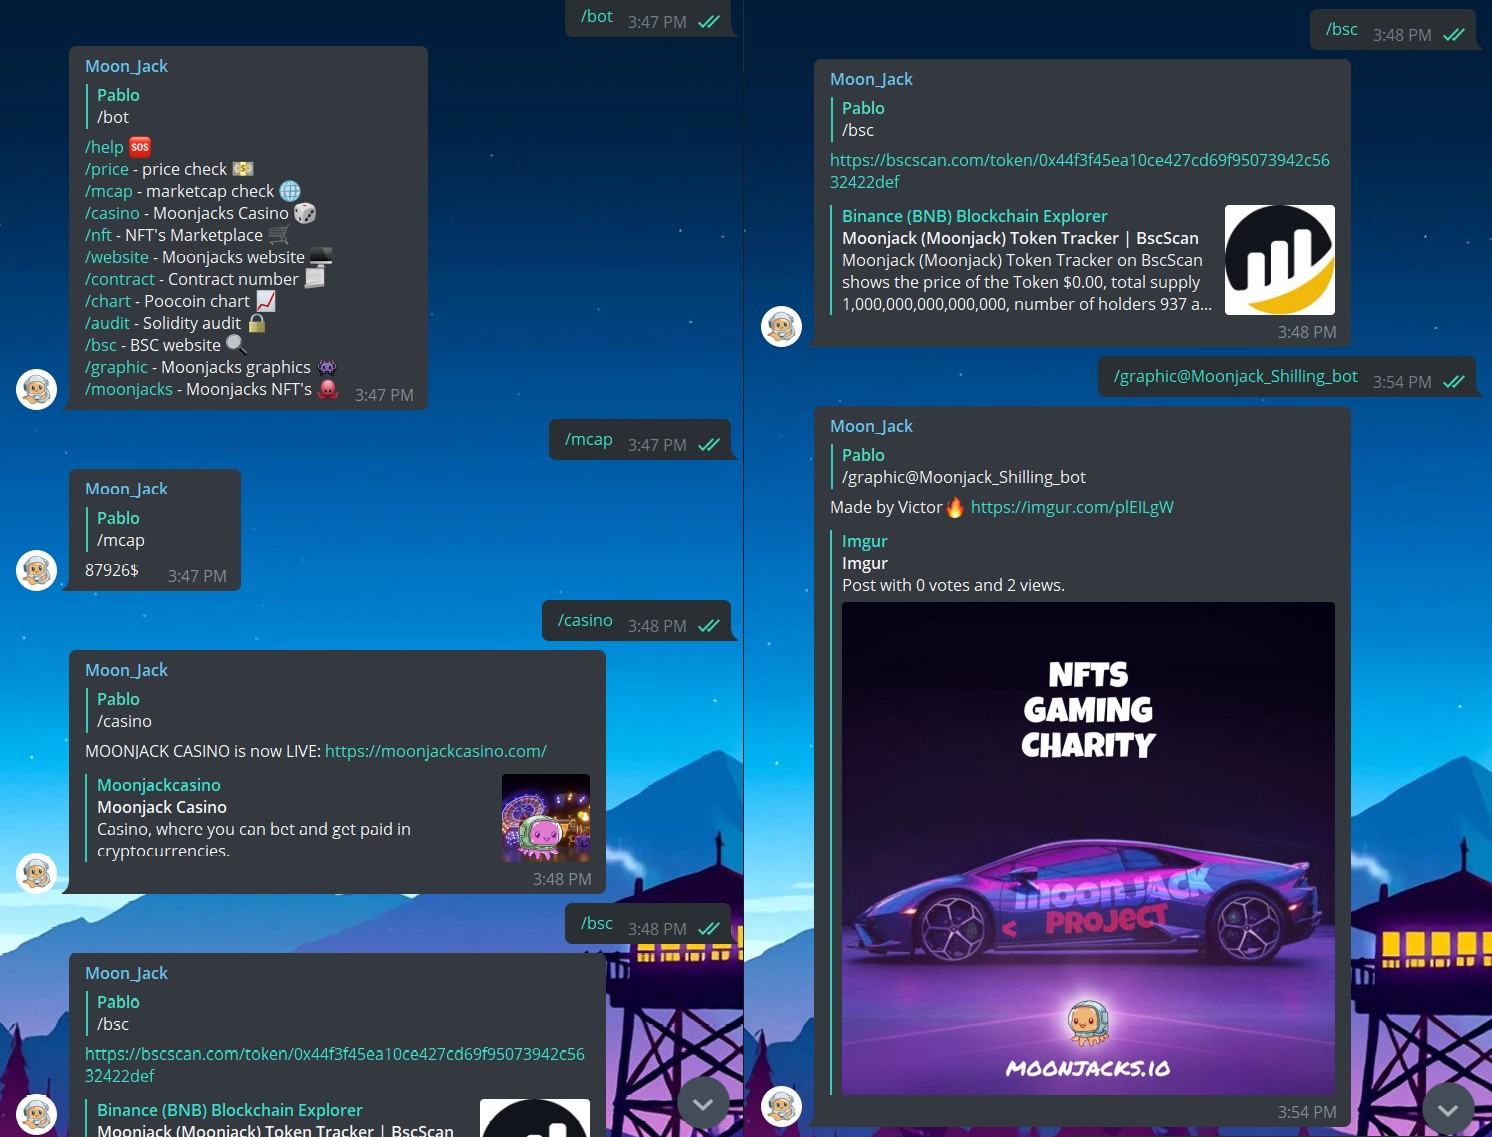 /bot 3:47 PM
Moon_Jack
Pablo
/bot
/help SOS
/price - price check
/mcap - marketcap check
/casino - Moonjacks Casino
/nft - NFT's Marketplace
/website - Moonjacks website
/contract - Contract number
/chart - Poocoin chart
/audit - Solidity audit
/bsc - BSC website
/graphic - Moonjacks graphics
/moonjacks - Moonjacks NFT's 3:47 PM
/mcap 3:47 PM
Moon_Jack
Pablo
/mcap
87926$ 3:47 PM
/casino 3:48 PM
Moon_Jack
Pablo
/casino
MOONJACK CASINO is now LIVE: https://moonjackcasino.com/
Moonjackcasino
Moonjack Casino
Casino, where you can bet and get paid in
cryptocurrencies.
3:48 PM
/bsc 3:48 PM
Moon_Jack
Pablo
/bsc
https://bscscan.com/token/0x44f3f45ea10ce427cd69f95073942c56
32422def
Binance (BNB) Blockchain Explorer
Moonjack (Moonjack) Token Tracker | BscScan
/bsc 3:48 PM
Moon_Jack
Pablo
/bsc
https://bscscan.com/token/0x44f3f45ea10ce427cd69f95073942c56
32422def
Binance (BNB) Blockchain Explorer
Moonjack (Moonjack) Token Tracker | BscScan
Moonjack (Moonjack) Token Tracker on BscScan
shows the price of the Token $0.00, total supply
1,000,000,000,000,000, number of holders 937 a...
3:48 PM
/graphic@Moonjack_Shilling_bot 3:54 PM
Moon_Jack
Pablo
/graphic@Moonjack_Shilling_bot
Made by Victor https://imgur.com/plEILgW
Imgur
Imgur
Post with 0 votes and 2 views.
NFTS
GAMING
CHARITY
moonJACK
< PROJECT
MOONJACKS.IO
3:54 PM